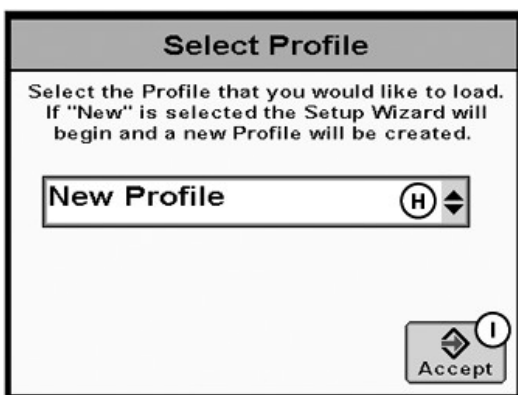 Select Profile
Select the Profile that you would like to load.
If "New" is selected the Setup Wizard will
begin and a new Profile will be created.
New Profile
H
I
Accept